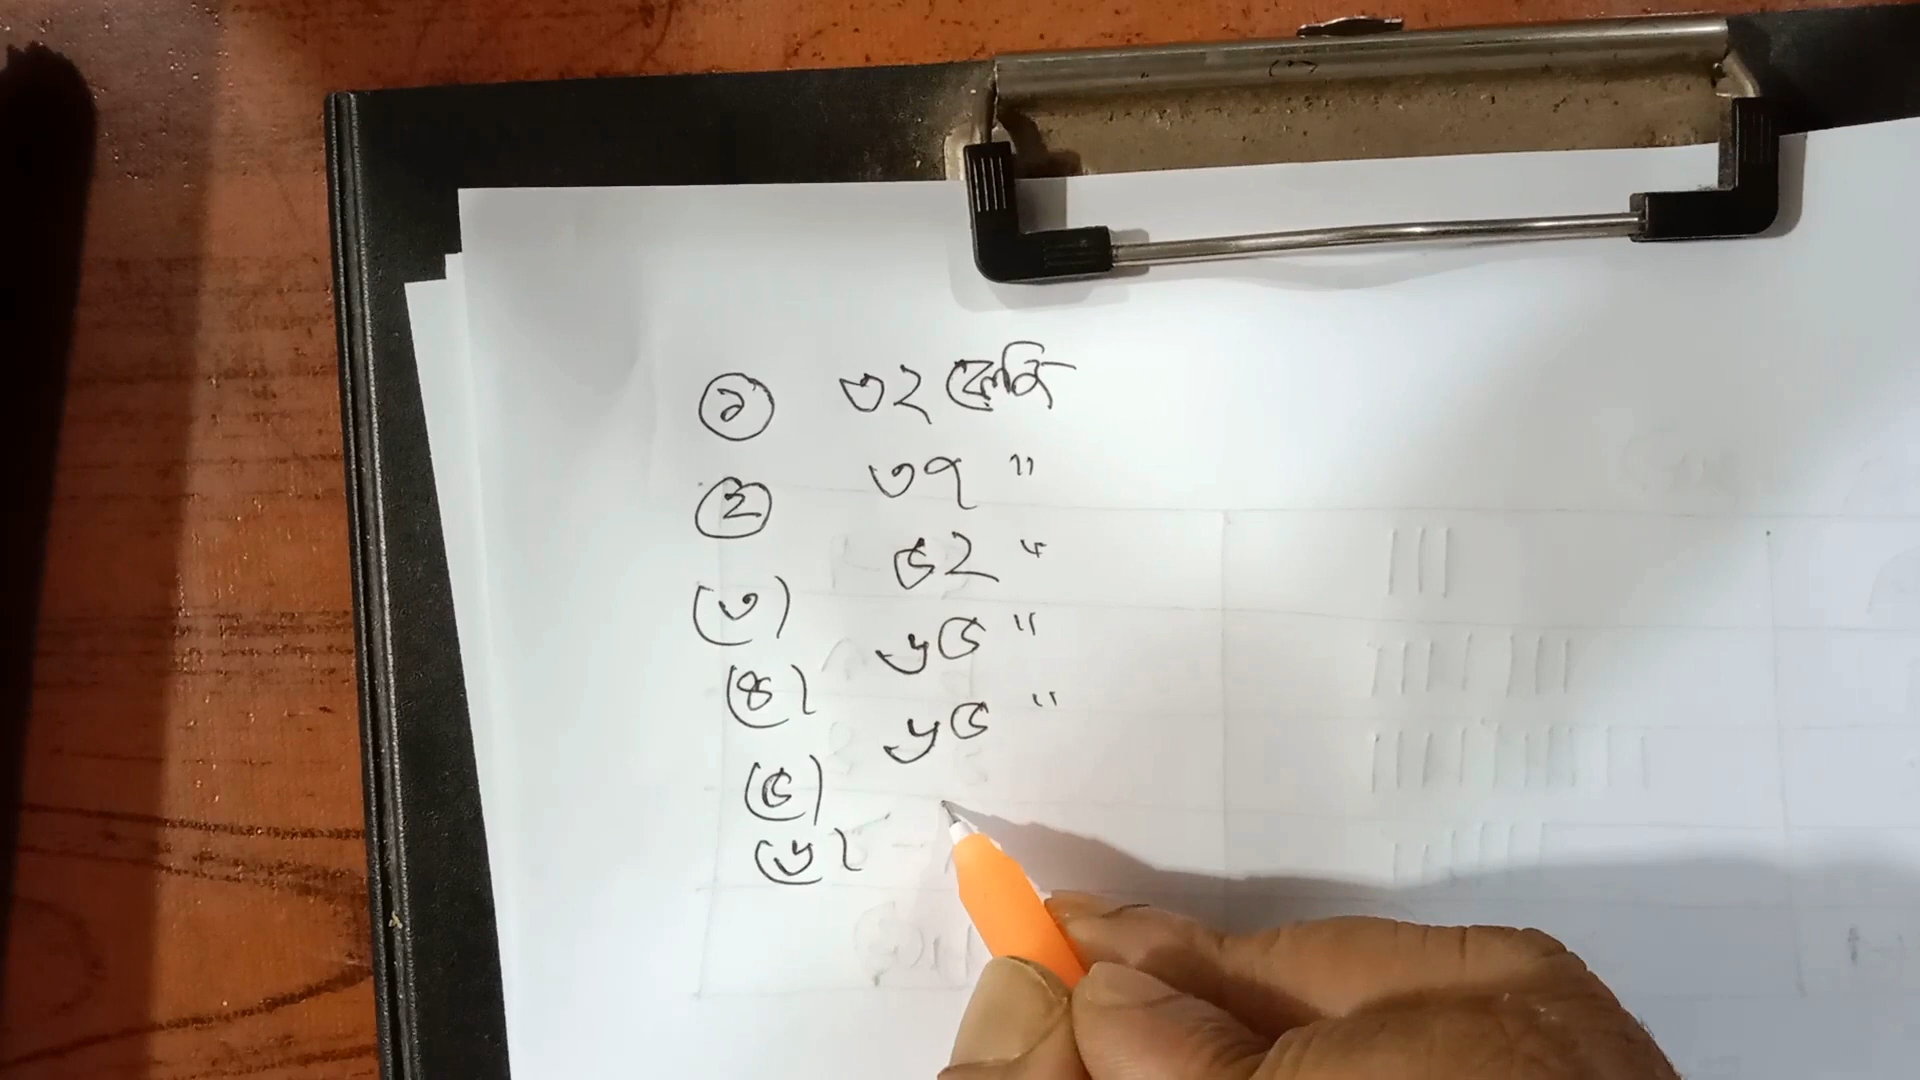 ১ ৩২ কেজি
২ ৩৭ "
(৩) ৫২ "
(৪) ৬৫ "
(৫) ৬৫ "
(৬)